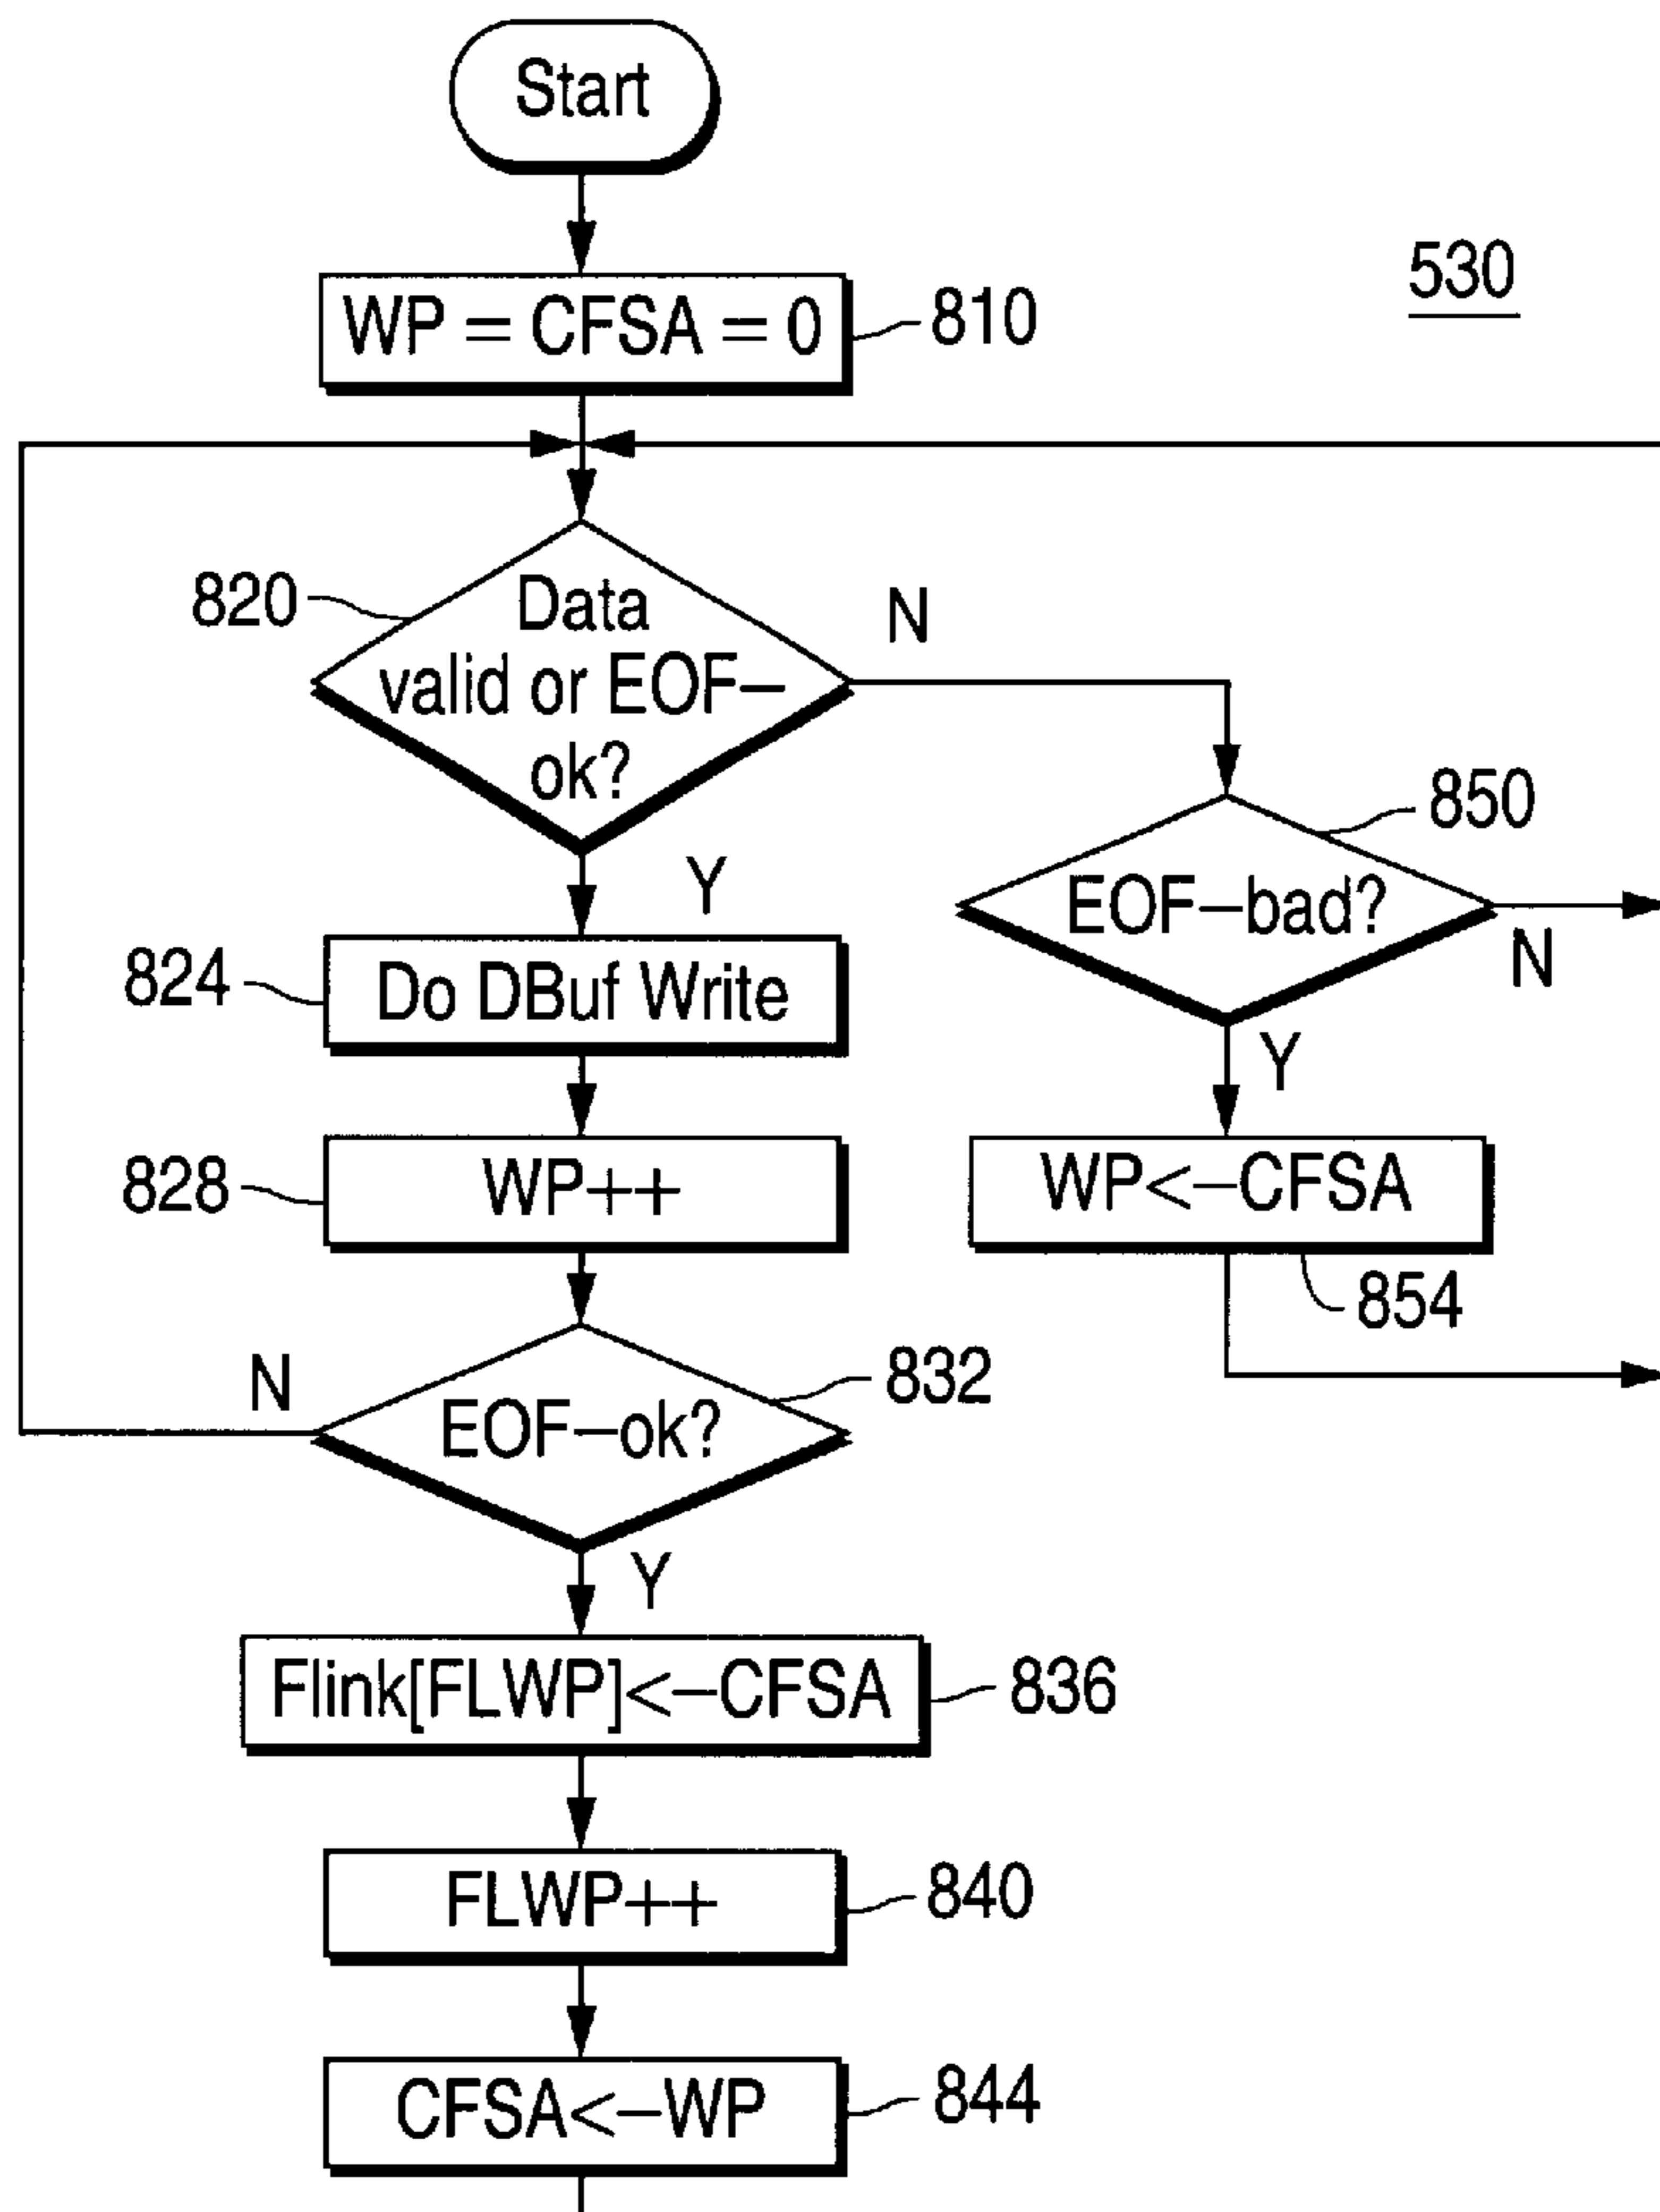 Start
530
WP = CFSA = 0
810
820
Data
valid or EOF–
ok?
N
Y
850
EOF–bad?
N
824
Do DBuf Write
Y
828
WP++
WP<–CFSA
854
N
832
EOF–ok?
Y
Flink[FLWP]<–CFSA
836
FLWP++
840
CFSA<–WP
844